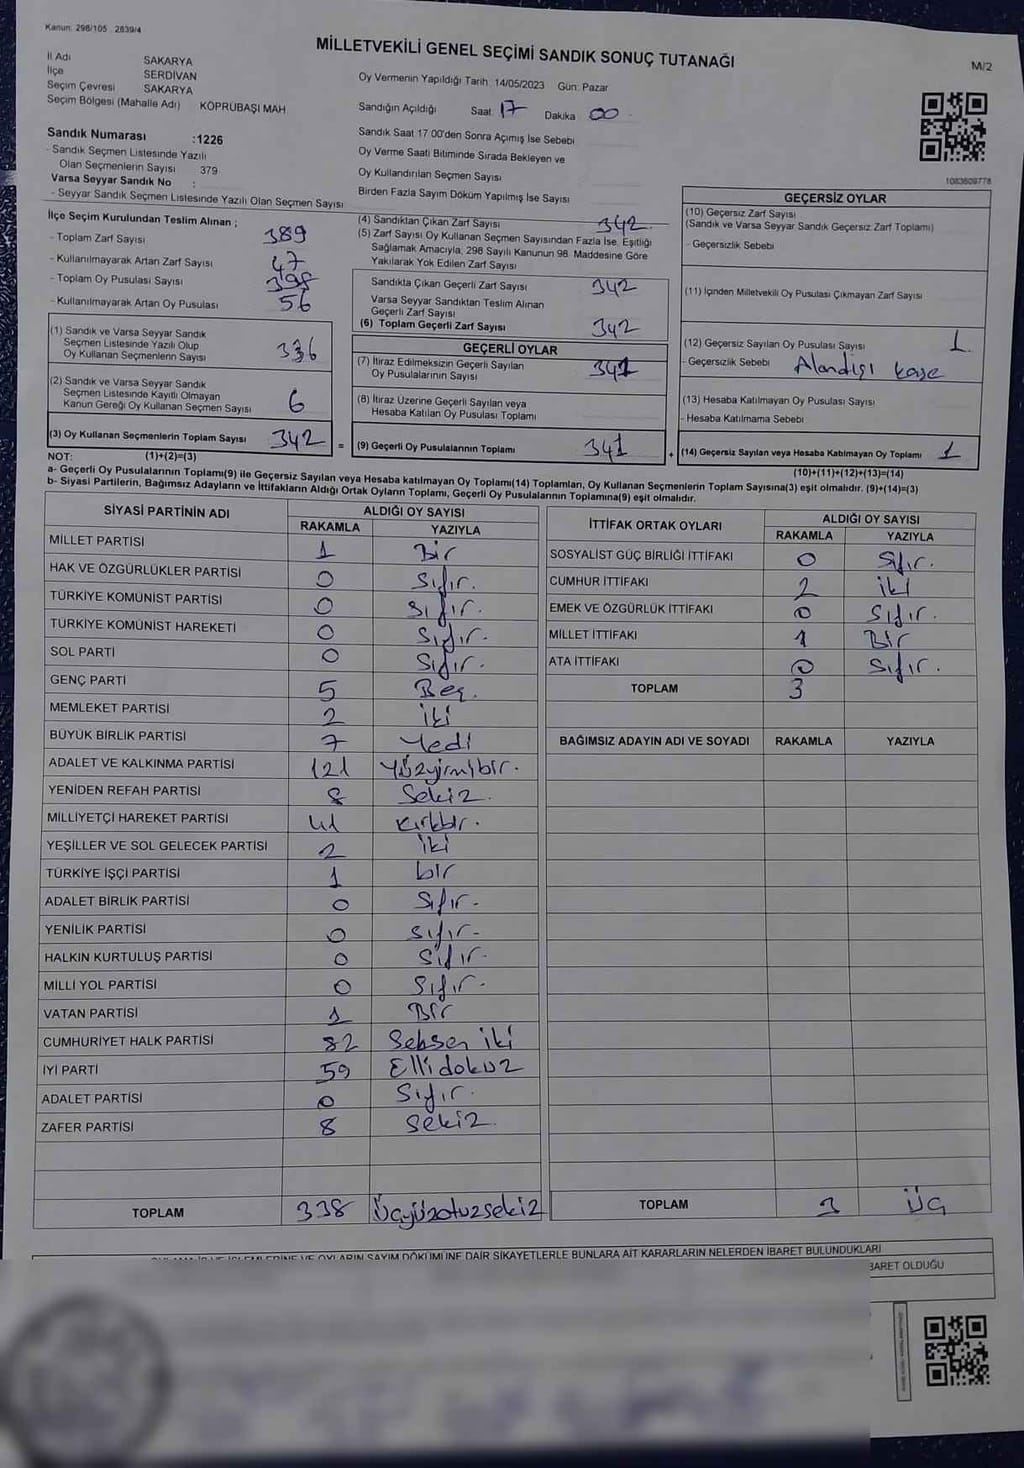 Kanun: 298/105 2839/4
MİLLETVEKİLİ GENEL SEÇİMİ SANDIK SONUÇ TUTANAĞI
M/2
İl Adı SAKARYA
İlçe SERDİVAN
Seçim Çevresi SAKARYA
Seçim Bölgesi (Mahalle Adı) KÖPRÜBAŞI MAH
Oy Vermenin Yapıldığı Tarih: 14/05/2023 Gün: Pazar
Sandığın Açıldığı Saat 17 Dakika 00
Sandık Numarası :1226
- Sandık Seçmen Listesinde Yazılı
Olan Seçmenlerin Sayısı 379
Varsa Seyyar Sandık No :
- Seyyar Sandık Seçmen Listesinde Yazılı Olan Seçmen Sayısı
Sandık Saat 17 00'den Sonra Açımış İse Sebebi
Oy Verme Saati Bitiminde Sırada Bekleyen ve
Oy Kullandırılan Seçmen Sayısı
Birden Fazla Sayım Döküm Yapılmış İse Sayısı
1083609778
İlçe Seçim Kurulundan Teslim Alınan ;
- Toplam Zarf Sayısı 389
- Kullanılmayarak Artan Zarf Sayısı 47
- Toplam Oy Pusulası Sayısı 398
- Kullanılmayarak Artan Oy Pusulası 56
(1) Sandık ve Varsa Seyyar Sandık
Seçmen Listesinde Yazılı Olup
Oy Kullanan Seçmenlerin Sayısı 336
(2) Sandık ve Varsa Seyyar Sandık
Seçmen Listesinde Kayıtlı Olmayan
Kanun Gereği Oy Kullanan Seçmen Sayısı 6
(3) Oy Kullanan Seçmenlerin Toplam Sayısı 342 =
(4) Sandıktan Çıkan Zarf Sayısı 342
(5) Zarf Sayısı Oy Kullanan Seçmen Sayısından Fazla İse, Eşitliği
Sağlamak Amacıyla, 298 Sayılı Kanunun 98. Maddesine Göre
Yakılarak Yok Edilen Zarf Sayısı
Sandıkta Çıkan Geçerli Zarf Sayısı 342
Varsa Seyyar Sandıktan Teslim Alınan
Geçerli Zarf Sayısı
(6) Toplam Geçerli Zarf Sayısı 342
GEÇERLİ OYLAR
(7) İtiraz Edilmeksizin Geçerli Sayılan
Oy Pusulalarının Sayısı 341
(8) İtiraz Üzerine Geçerli Sayılan veya
Hesaba Katılan Oy Pusulası Toplamı
(9) Geçerli Oy Pusulalarının Toplamı 341 +
GEÇERSİZ OYLAR
(10) Geçersiz Zarf Sayısı
(Sandık ve Varsa Seyyar Sandık Geçersiz Zarf Toplamı)
- Geçersizlik Sebebi
(11) İçinden Milletvekili Oy Pusulası Çıkmayan Zarf Sayısı
(12) Geçersiz Sayılan Oy Pusulası Sayısı 1
- Geçersizlik Sebebi Alandışı kaşe
(13) Hesaba Katılmayan Oy Pusulası Sayısı
- Hesaba Katılmama Sebebi
(14) Geçersiz Sayılan veya Hesaba Katılmayan Oy Toplamı 1
NOT: (1)+(2)=(3)
(10)+(11)+(12)+(13)=(14)
a- Geçerli Oy Pusulalarının Toplamı(9) ile Geçersiz Sayılan veya Hesaba katılmayan Oy Toplamı(14) Toplamları, Oy Kullanan Seçmenlerin Toplam Sayısına(3) eşit olmalıdır. (9)+(14)=(3)
b- Siyasi Partilerin, Bağımsız Adayların ve İttifakların Aldığı Ortak Oyların Toplamı, Geçerli Oy Pusulalarının Toplamına(9) eşit olmalıdır.
SİYASİ PARTİNİN ADI ALDIĞI OY SAYISI
RAKAMLA YAZIYLA
MİLLET PARTİSİ 1 Bir
HAK VE ÖZGÜRLÜKLER PARTİSİ 0 Sıfır.
TÜRKİYE KOMÜNİST PARTİSİ 0 Sıfır.
TÜRKİYE KOMÜNİST HAREKETİ 0 Sıfır.
SOL PARTİ 0 Sıfır.
GENÇ PARTİ 5 Beş.
MEMLEKET PARTİSİ 2 iki
BÜYÜK BİRLİK PARTİSİ 7 Yedi
ADALET VE KALKINMA PARTİSİ 121 Yüzyirmibir.
YENİDEN REFAH PARTİSİ 8 Sekiz.
MİLLİYETÇİ HAREKET PARTİSİ 41 kırkbir.
YEŞİLLER VE SOL GELECEK PARTİSİ 2 iki
TÜRKİYE İŞÇİ PARTİSİ 1 bir
ADALET BİRLİK PARTİSİ 0 Sıfır.
YENİLİK PARTİSİ 0 Sıfır.
HALKIN KURTULUŞ PARTİSİ 0 Sıfır.
MİLLİ YOL PARTİSİ 0 Sıfır.
VATAN PARTİSİ 1 Bir
CUMHURİYET HALK PARTİSİ 82 Seksen iki
İYİ PARTİ 59 Elli dokuz
ADALET PARTİSİ 0 Sıfır.
ZAFER PARTİSİ 8 Sekiz.
TOPLAM 338 Üçyüzotuzsekiz
İTTİFAK ORTAK OYLARI ALDIĞI OY SAYISI
RAKAMLA YAZIYLA
SOSYALİST GÜÇ BİRLİĞİ İTTİFAKI 0 Sıfır.
CUMHUR İTTİFAKI 2 iki
EMEK VE ÖZGÜRLÜK İTTİFAKI 0 Sıfır.
MİLLET İTTİFAKI 1 Bir
ATA İTTİFAKI 0 Sıfır.
TOPLAM 3
BAĞIMSIZ ADAYIN ADI VE SOYADI RAKAMLA YAZIYLA
TOPLAM 3 Üç
OYLARIN SAYIM DÖKÜMÜNE DAİR ŞİKAYETLERLE BUNLARA AİT KARARLARIN NELERDEN İBARET BULUNDUKLARI
BARET OLDUĞU